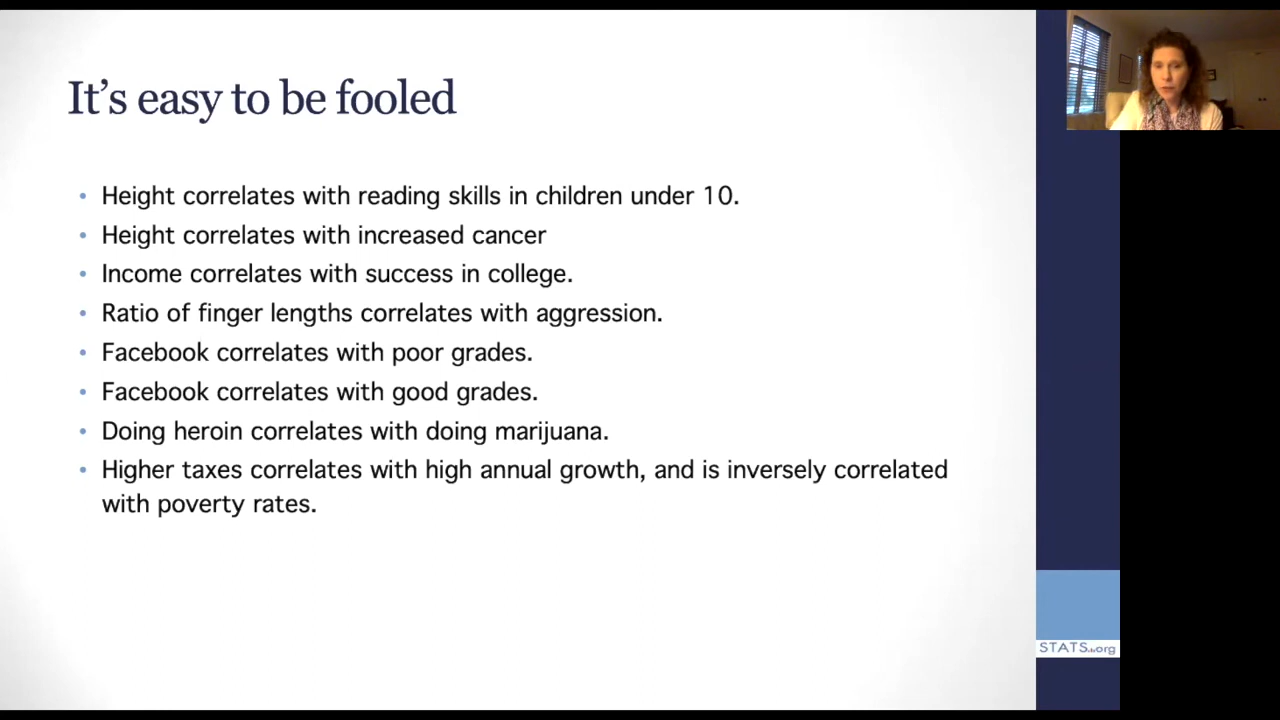 It's easy to be fooled
• Height correlates with reading skills in children under 10.
• Height correlates with increased cancer
• Income correlates with success in college.
• Ratio of finger lengths correlates with aggression.
• Facebook correlates with poor grades.
• Facebook correlates with good grades.
• Doing heroin correlates with doing marijuana.
• Higher taxes correlates with high annual growth, and is inversely correlated
with poverty rates.
STATS.org